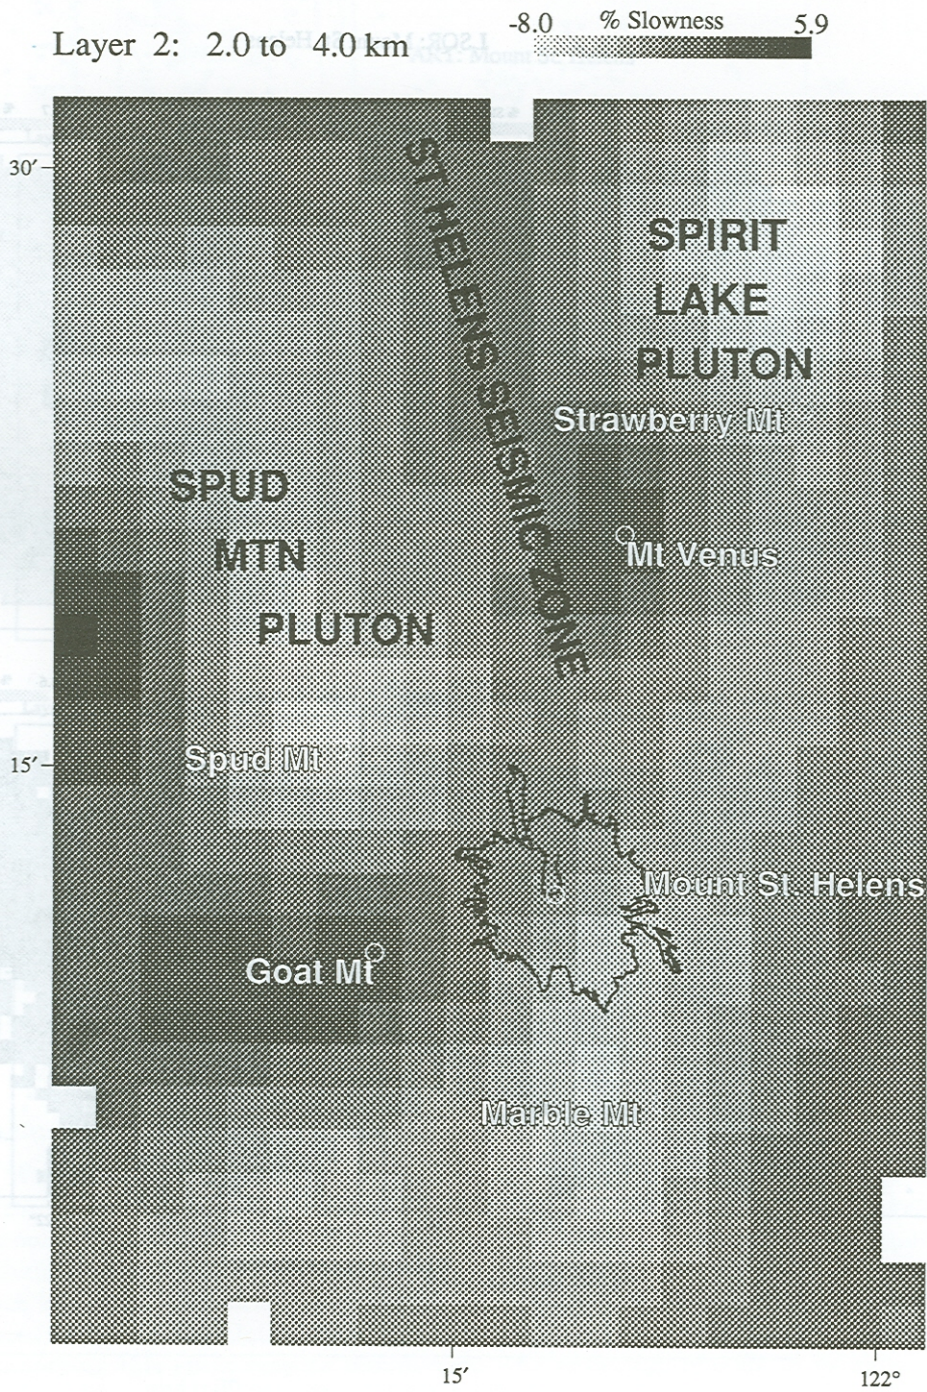 Layer 2: 2.0 to 4.0 km
-8.0 % Slowness 5.9
30′
ST HELENS SEISMIC ZONE
SPIRIT
LAKE
PLUTON
Strawberry Mt
SPUD
MTN
PLUTON
Mt Venus
Spud Mt
15′
Mount St. Helens
Goat Mt
Marble Mt
15′
122°